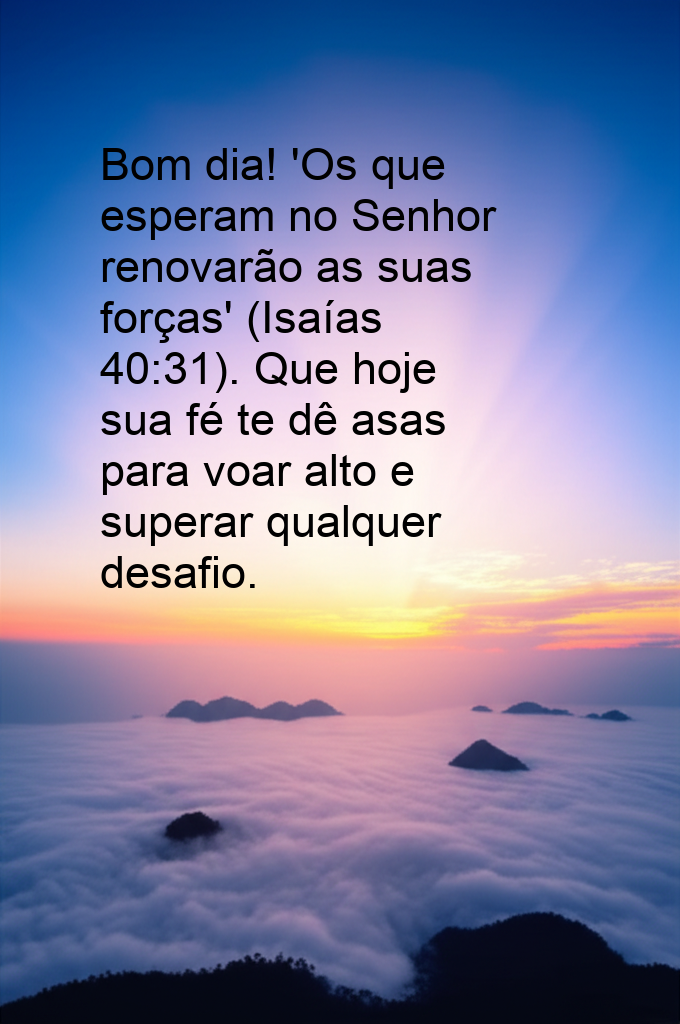 Bom dia! 'Os que
esperam no Senhor
renovarão as suas
forças' (Isaías
40:31). Que hoje
sua fé te dê asas
para voar alto e
superar qualquer
desafio.